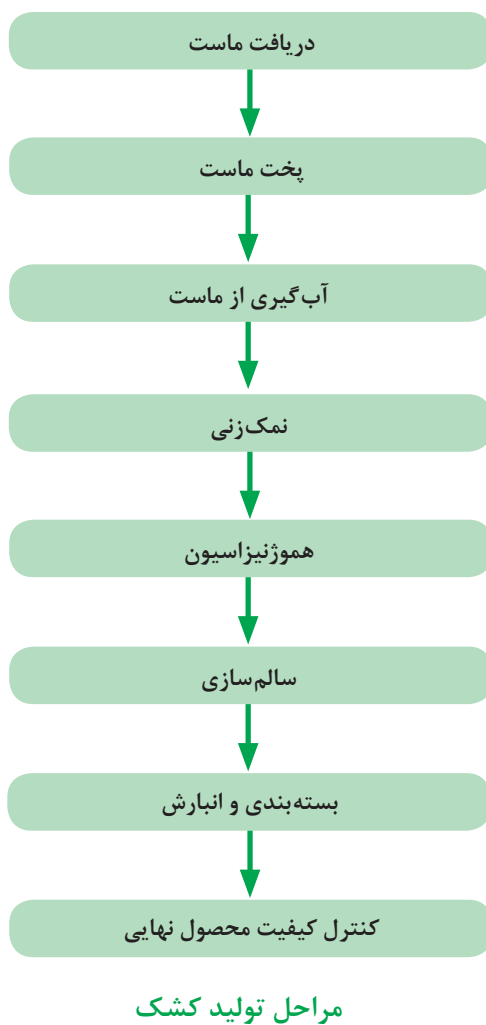 دریافت ماست
پخت ماست
آب‌گیری از ماست
نمک‌زنی
هموژنیزاسیون
سالم‌سازی
بسته‌بندی و انبارش
کنترل کیفیت محصول نهایی
مراحل تولید کشک